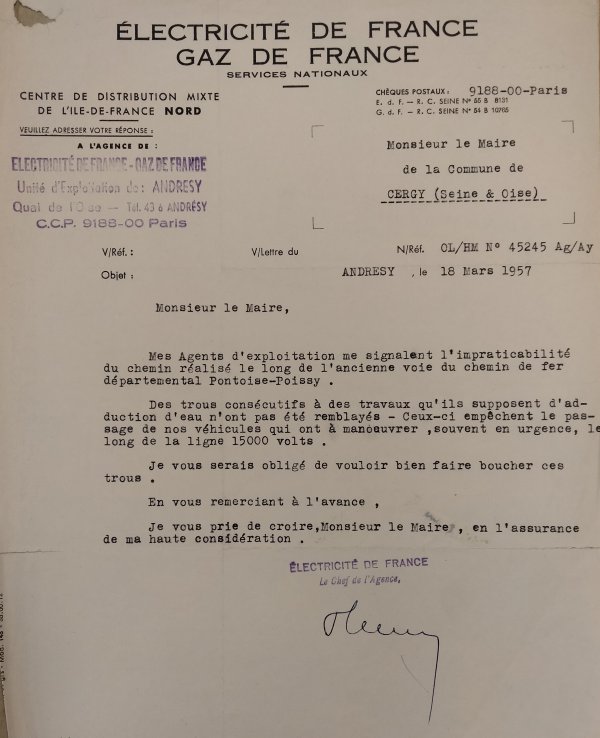 ÉLECTRICITÉ DE FRANCE
GAZ DE FRANCE
SERVICES NATIONAUX
CENTRE DE DISTRIBUTION MIXTE
DE L'ILE-DE-FRANCE NORD
VEUILLEZ ADRESSER VOTRE RÉPONSE :
A L'AGENCE DE :
ELECTRICITÉ DE FRANCE - GAZ DE FRANCE
Unité d'Exploitation de: ANDRESY
Quai de l'Oise — Tél. 43 à ANDRÉSY
C.C.P. 9188-00 Paris
CHÈQUES POSTAUX : 9188-00-Paris
E. d. F. — R. C. SEINE N° 55 B 8131
G. d. F. — R. C. SEINE N° 54 B 10765
Monsieur le Maire
de la Commune de
CERGY (Seine & Oise)
V/Réf. : V/Lettre du N/Réf. OL/HM N° 45245 Ag/Ay
Objet : ANDRESY , le 18 Mars 1957
Monsieur le Maire,
Mes Agents d'exploitation me signalent l'impraticabilité
du chemin réalisé le long de l'ancienne voie du chemin de fer
départemental Pontoise-Poissy .
Des trous consécutifs à des travaux qu'ils supposent d'ad-
duction d'eau n'ont pas été remblayés - Ceux-ci empêchent le pas-
sage de nos véhicules qui ont à manœuvrer ,souvent en urgence, le
long de la ligne 15000 volts .
Je vous serais obligé de vouloir bien faire boucher ces
trous .
En vous remerciant à l'avance ,
Je vous prie de croire,Monsieur le Maire , en l'assurance
de ma haute considération .
ÉLECTRICITÉ DE FRANCE
Le Chef de l'Agence,